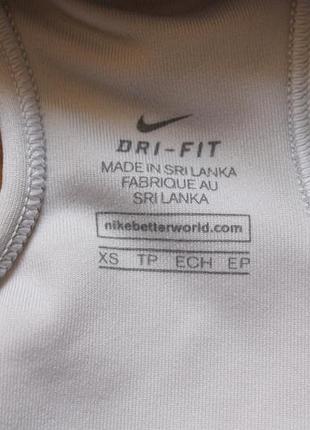 DRI-FIT
MADE IN SRI LANKA
FABRIQUE AU
SRI LANKA
nikebetterworld.com
XS TP ECH EP